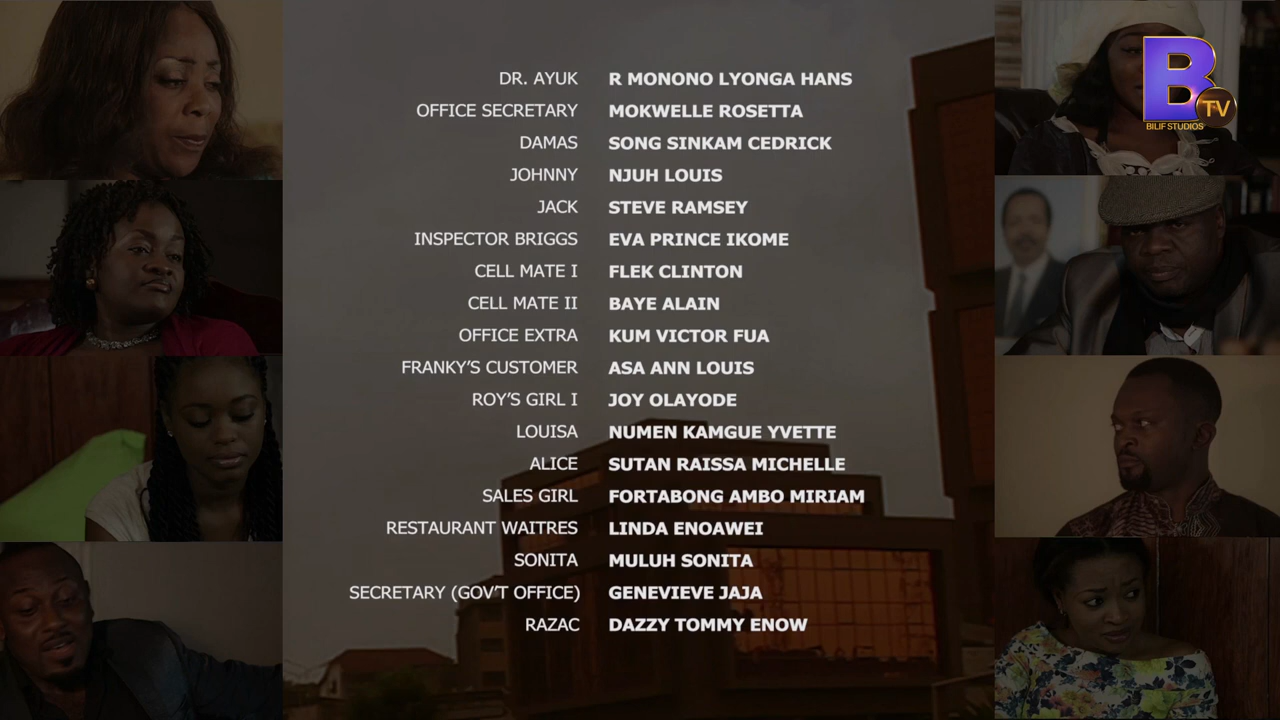 DR. AYUK R MONONO LYONGA HANS
OFFICE SECRETARY MOKWELLE ROSETTA
DAMAS SONG SINKAM CEDRICK
JOHNNY NJUH LOUIS
JACK STEVE RAMSEY
INSPECTOR BRIGGS EVA PRINCE IKOME
CELL MATE I FLEK CLINTON
CELL MATE II BAYE ALAIN
OFFICE EXTRA KUM VICTOR FUA
FRANKY'S CUSTOMER ASA ANN LOUIS
ROY'S GIRL I JOY OLAYODE
LOUISA NUMEN KAMGUE YVETTE
ALICE SUTAN RAISSA MICHELLE
SALES GIRL FORTABONG AMBO MIRIAM
RESTAURANT WAITRES LINDA ENOAWEI
SONITA MULUH SONITA
SECRETARY (GOV'T OFFICE) GENEVIEVE JAJA
RAZAC DAZZY TOMMY ENOW
B TV
BILIF STUDIOS